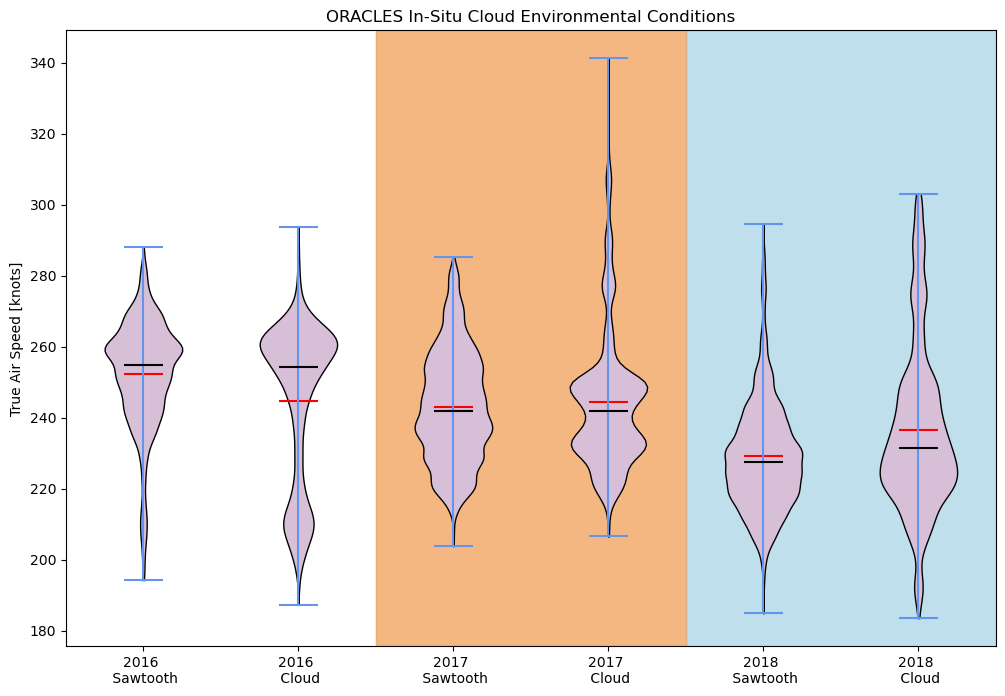 ORACLES In-Situ Cloud Environmental Conditions
True Air Speed [knots]
340
320
300
280
260
240
220
200
180
2016
Sawtooth
2016
Cloud
2017
Sawtooth
2017
Cloud
2018
Sawtooth
2018
Cloud